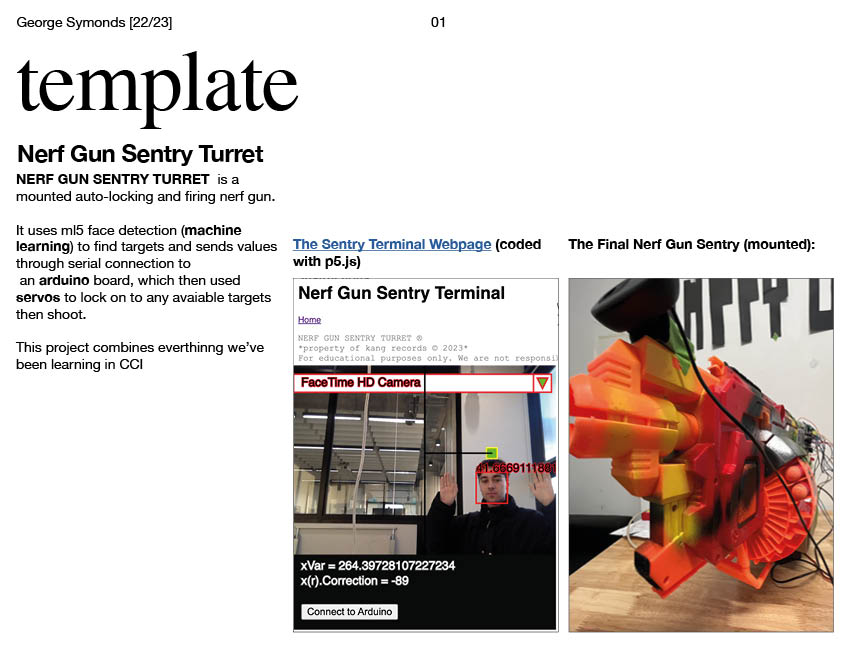 George Symonds [22/23]
01
template
Nerf Gun Sentry Turret
NERF GUN SENTRY TURRET is a
mounted auto-locking and firing nerf gun.
It uses ml5 face detection (machine
learning) to find targets and sends values
through serial connection to
an arduino board, which then used
servos to lock on to any avaiable targets
then shoot.
This project combines everthinng we've
been learning in CCI
The Sentry Terminal Webpage (coded
with p5.js)
Nerf Gun Sentry Terminal
Home
NERF GUN SENTRY TURRET ®
*property of kang records © 2023*
For educational purposes only. We are not responsi
FaceTime HD Camera
xVar = 264.39728107227234
x(r).Correction = -89
Connect to Arduino
The Final Nerf Gun Sentry (mounted):